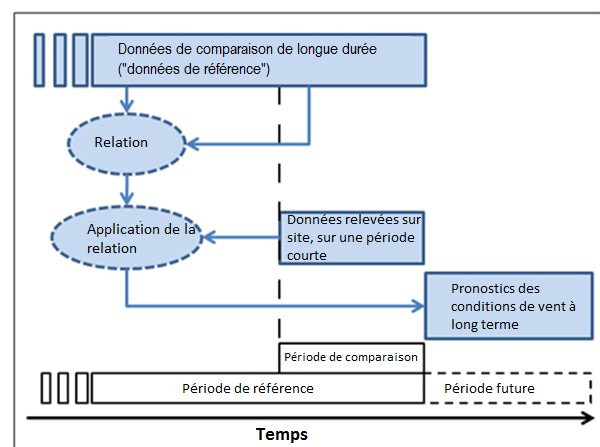 Données de comparaison de longue durée
("données de référence")
Relation
Application de la
relation
Données relevées sur
site, sur une période
courte
Pronostics des
conditions de vent à
long terme
Période de comparaison
Période de référence
Période future
Temps